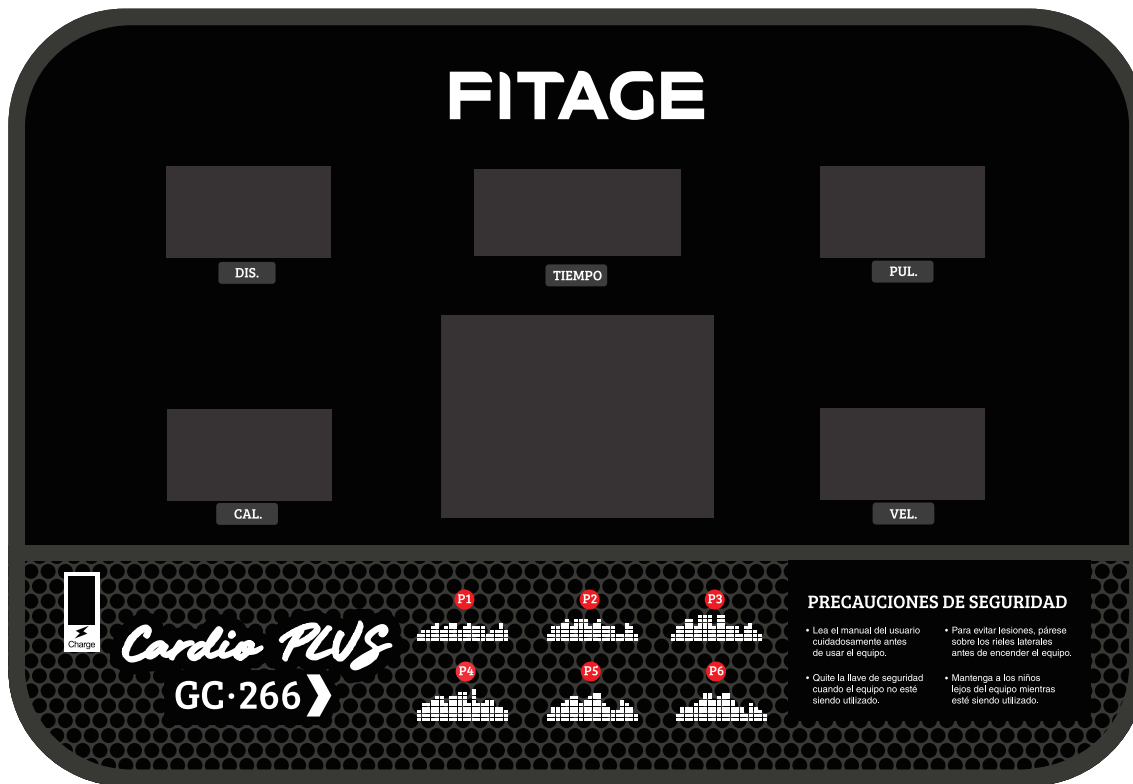 FITAGE
DIS.
TIEMPO
PUL.
CAL.
VEL.
Charge
Cardio PLUS
GC·266
P1
P2
P3
P4
P5
P6
PRECAUCIONES DE SEGURIDAD
• Lea el manual del usuario
cuidadosamente antes
de usar el equipo.
• Quite la llave de seguridad
cuando el equipo no esté
siendo utilizado.
• Para evitar lesiones, párese
sobre los rieles laterales
antes de encender el equipo.
• Mantenga a los niños
lejos del equipo mientras
esté siendo utilizado.